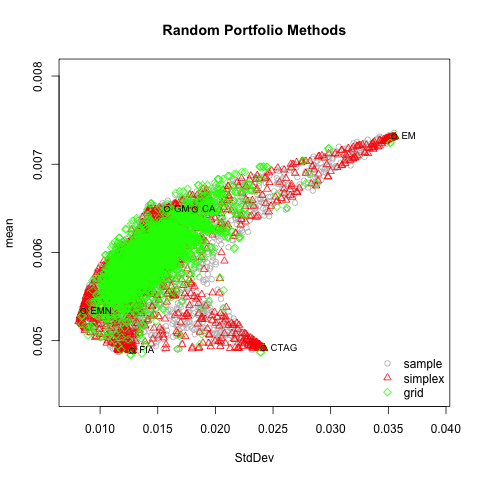 Random Portfolio Methods
mean
0.008
0.007
0.006
0.005
EM
GM
CA
EMN
FIA
CTAG
sample
simplex
grid
0.010 0.015 0.020 0.025 0.030 0.035 0.040
StdDev